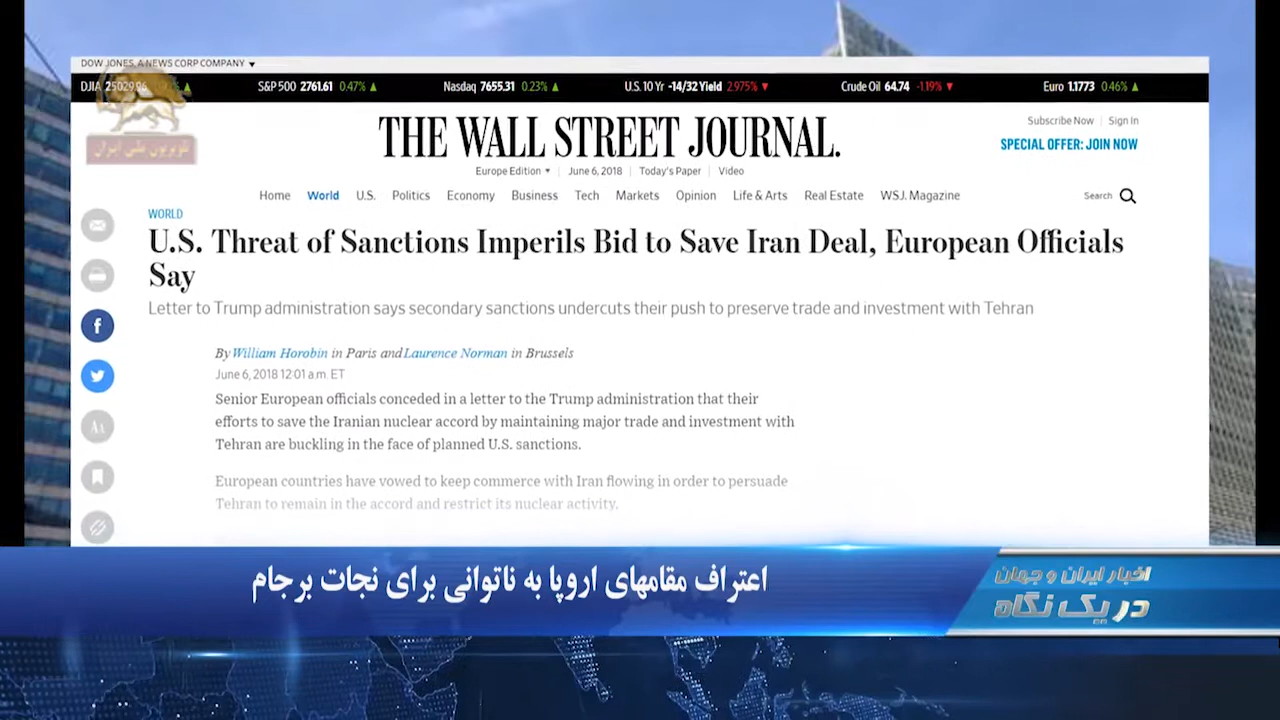 DOW JONES, A NEWS CORP COMPANY
DJIA 25029.96 S&P 500 2761.61 0.47% Nasdaq 7655.31 0.23% U.S. 10 Yr -14/32 Yield 2.975% Crude Oil 64.74 -1.19% Euro 1.1773 0.46%
تلویزیون ملی ایران
THE WALL STREET JOURNAL.
Subscribe Now | Sign In
SPECIAL OFFER: JOIN NOW
Europe Edition | June 6, 2018 | Today's Paper | Video
Home World U.S. Politics Economy Business Tech Markets Opinion Life & Arts Real Estate WSJ. Magazine Search
WORLD
U.S. Threat of Sanctions Imperils Bid to Save Iran Deal, European Officials
Say
Letter to Trump administration says secondary sanctions undercuts their push to preserve trade and investment with Tehran
By William Horobin in Paris and Laurence Norman in Brussels
June 6, 2018 12:01 a.m. ET
Senior European officials conceded in a letter to the Trump administration that their
efforts to save the Iranian nuclear accord by maintaining major trade and investment with
Tehran are buckling in the face of planned U.S. sanctions.
European countries have vowed to keep commerce with Iran flowing in order to persuade
Tehran to remain in the accord and restrict its nuclear activity.
f
AA
اعتراف مقامهای اروپا به ناتوانی برای نجات برجام
اخبار ایران و جهان
در یک نگاه